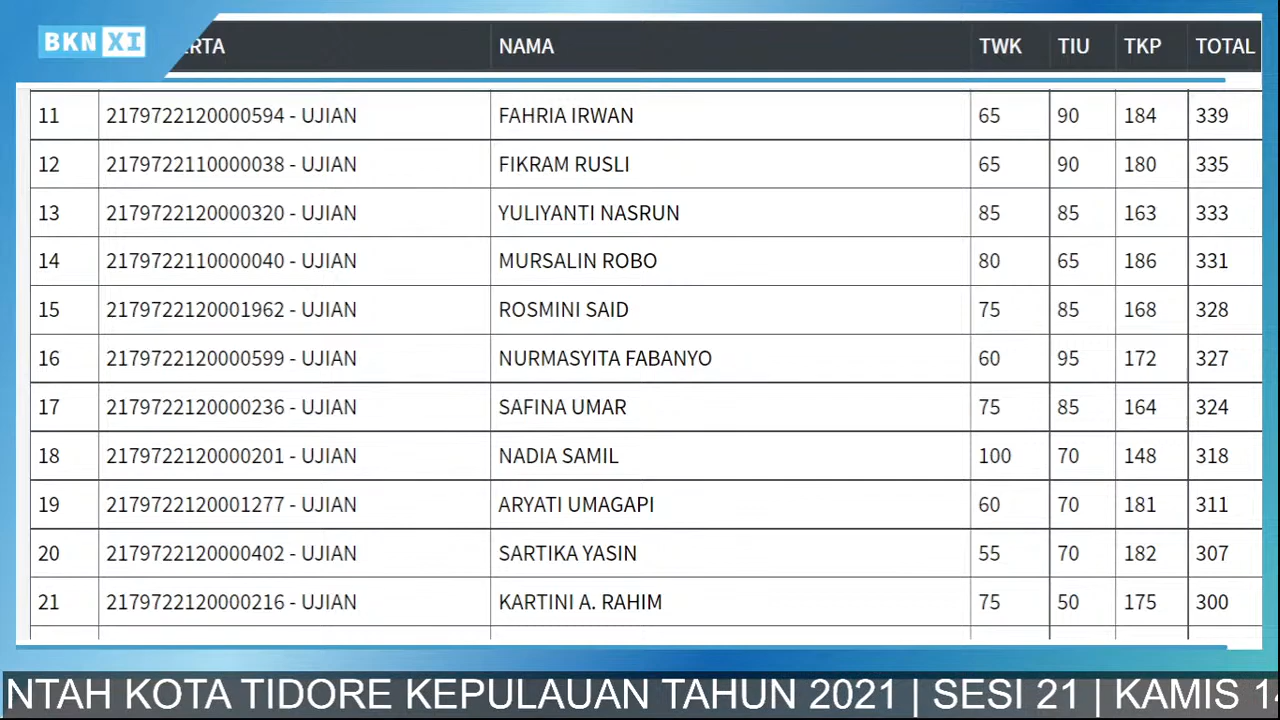 BKN XI
NAMA TWK TIU TKP TOTAL
11 2179722120000594 - UJIAN FAHRIA IRWAN 65 90 184 339
12 2179722110000038 - UJIAN FIKRAM RUSLI 65 90 180 335
13 2179722120000320 - UJIAN YULIYANTI NASRUN 85 85 163 333
14 2179722110000040 - UJIAN MURSALIN ROBO 80 65 186 331
15 2179722120001962 - UJIAN ROSMINI SAID 75 85 168 328
16 2179722120000599 - UJIAN NURMASYITA FABANYO 60 95 172 327
17 2179722120000236 - UJIAN SAFINA UMAR 75 85 164 324
18 2179722120000201 - UJIAN NADIA SAMIL 100 70 148 318
19 2179722120001277 - UJIAN ARYATI UMAGAPI 60 70 181 311
20 2179722120000402 - UJIAN SARTIKA YASIN 55 70 182 307
21 2179722120000216 - UJIAN KARTINI A. RAHIM 75 50 175 300
NTAH KOTA TIDORE KEPULAUAN TAHUN 2021 | SESI 21 | KAMIS